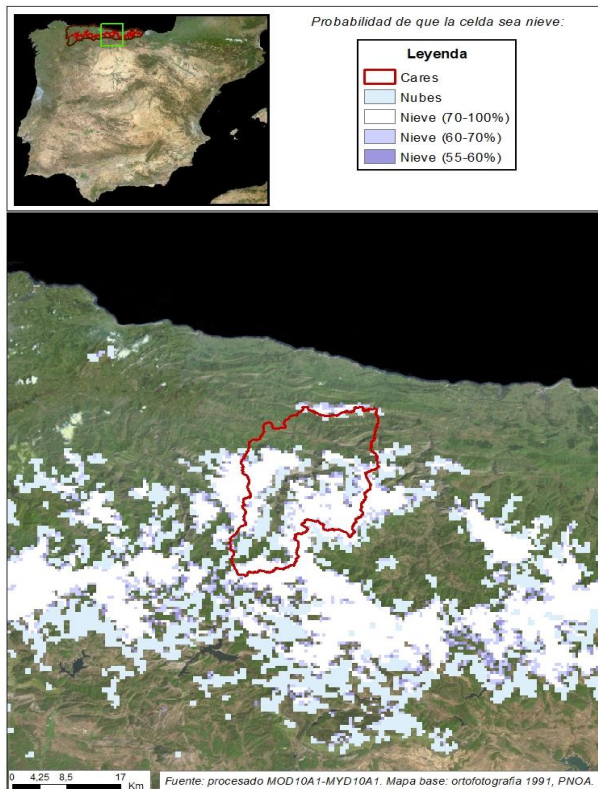 Probabilidad de que la celda sea nieve:
Leyenda
Cares
Nubes
Nieve (70-100%)
Nieve (60-70%)
Nieve (55-60%)
0 4,25 8,5 17
Km
Fuente: procesado MOD10A1-MYD10A1. Mapa base: ortofotografia 1991, PNOA.